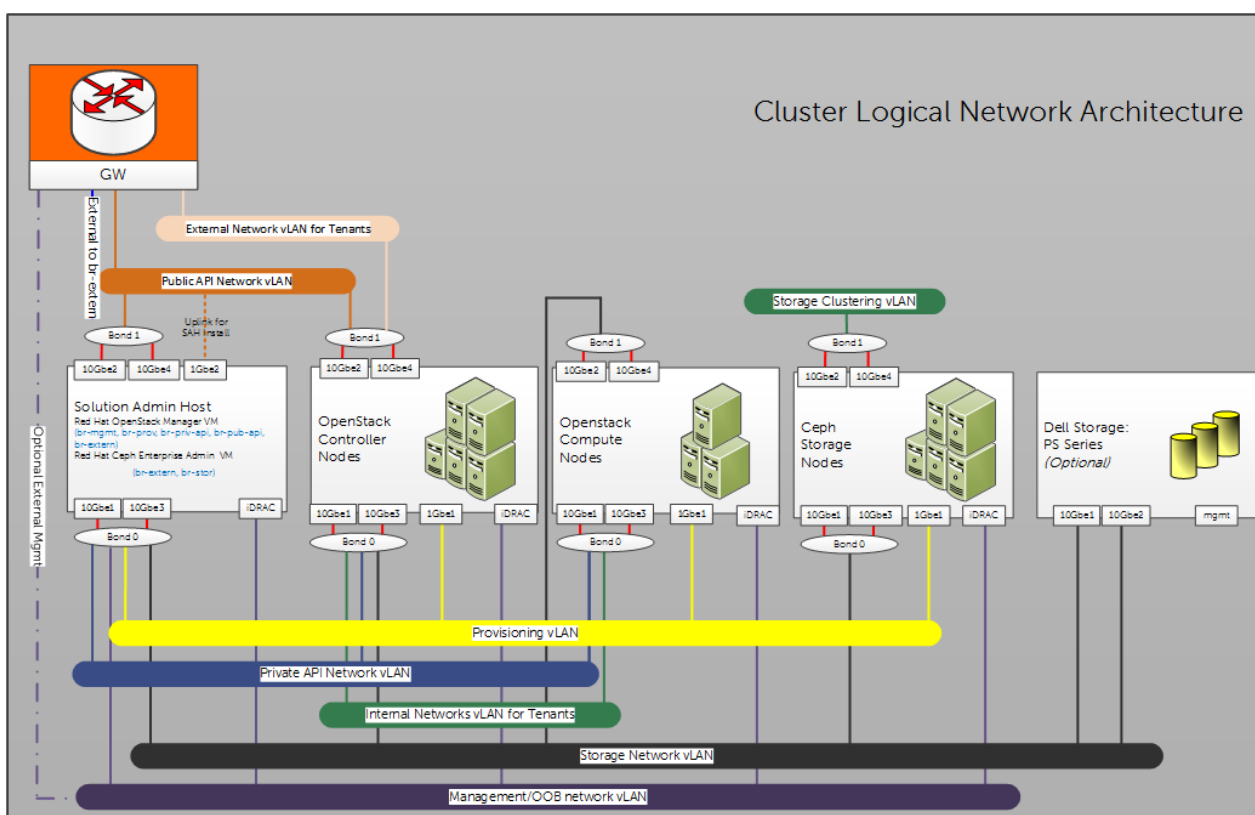 Cluster Logical Network Architecture
GW
External to br-extern
External Network vLAN for Tenants
Public API Network vLAN
Uplink for
SAH Install
Storage Clustering vLAN
Bond 1
Bond 1
Bond 1
Bond 1
10Gbe2
10Gbe4
1Gbe2
10Gbe2
10Gbe4
10Gbe2
10Gbe4
10Gbe2
10Gbe4
Solution Admin Host
Red Hat OpenStack Manager VM
(br-mgmt, br-prov, br-priv-api, br-pub-api,
br-extern)
Red Hat Ceph Enterprise Admin VM
(br-extern, br-stor)
OpenStack
Controller
Nodes
Openstack
Compute
Nodes
Ceph
Storage
Nodes
Dell Storage:
PS Series
(Optional)
10Gbe1
10Gbe3
iDRAC
10Gbe1
10Gbe3
1Gbe1
iDRAC
10Gbe1
10Gbe3
1Gbe1
iDRAC
10Gbe1
10Gbe3
1Gbe1
iDRAC
10Gbe1
10Gbe2
mgmt
Bond 0
Bond 0
Bond 0
Bond 0
Optional External Mgmt
Provisioning vLAN
Private API Network vLAN
Internal Networks vLAN for Tenants
Storage Network vLAN
Management/OOB network vLAN